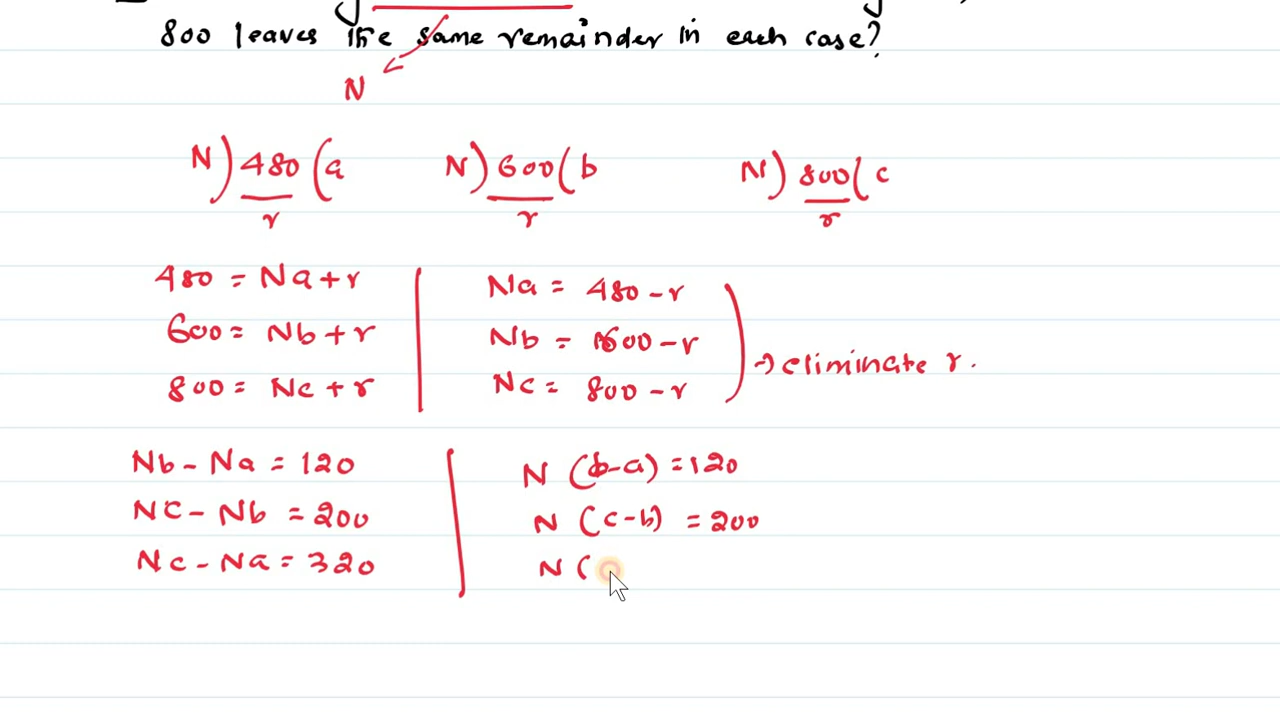 800 leaves the same remainder in each case?
N
N) 480 (a N) 600 (b N) 800 (c
r r r
480 = Na + r Na = 480 - r
600 = Nb + r Nb = 600 - r → eliminate r.
800 = Nc + r Nc = 800 - r
Nb - Na = 120 N (b-a) = 120
NC - Nb = 200 N (c-b) = 200
Nc - Na = 320 N (